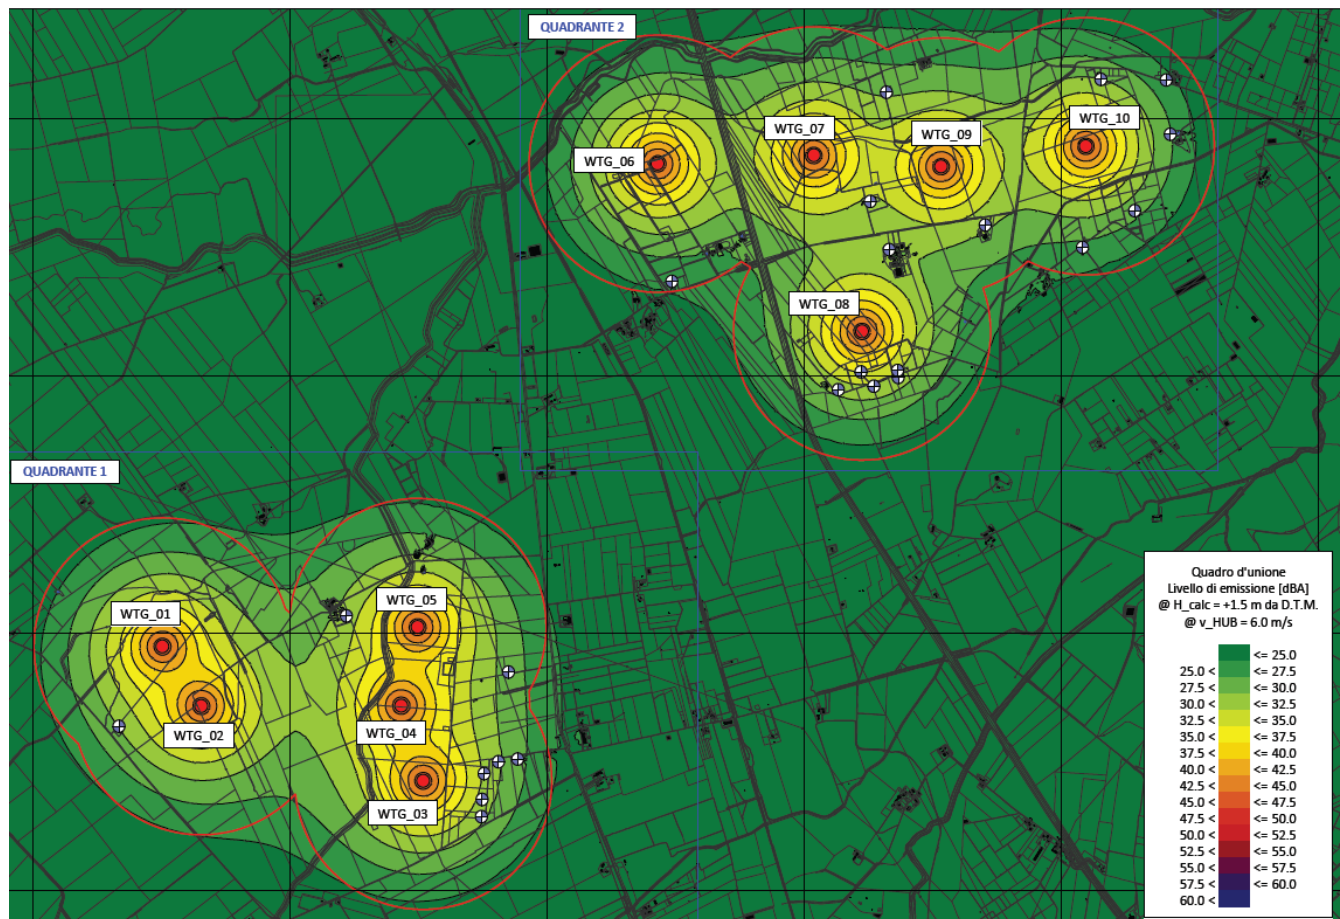 QUADRANTE 2
WTG_10
WTG_07
WTG_09
WTG_06
WTG_08
QUADRANTE 1
WTG_01
WTG_05
WTG_02
WTG_04
WTG_03
Quadro d'unione
Livello di emissione [dBA]
@ H_calc = +1.5 m da D.T.M.
@ v_HUB = 6.0 m/s
<= 25.0
25.0 < <= 27.5
27.5 < <= 30.0
30.0 < <= 32.5
32.5 < <= 35.0
35.0 < <= 37.5
37.5 < <= 40.0
40.0 < <= 42.5
42.5 < <= 45.0
45.0 < <= 47.5
47.5 < <= 50.0
50.0 < <= 52.5
52.5 < <= 55.0
55.0 < <= 57.5
57.5 < <= 60.0
60.0 <